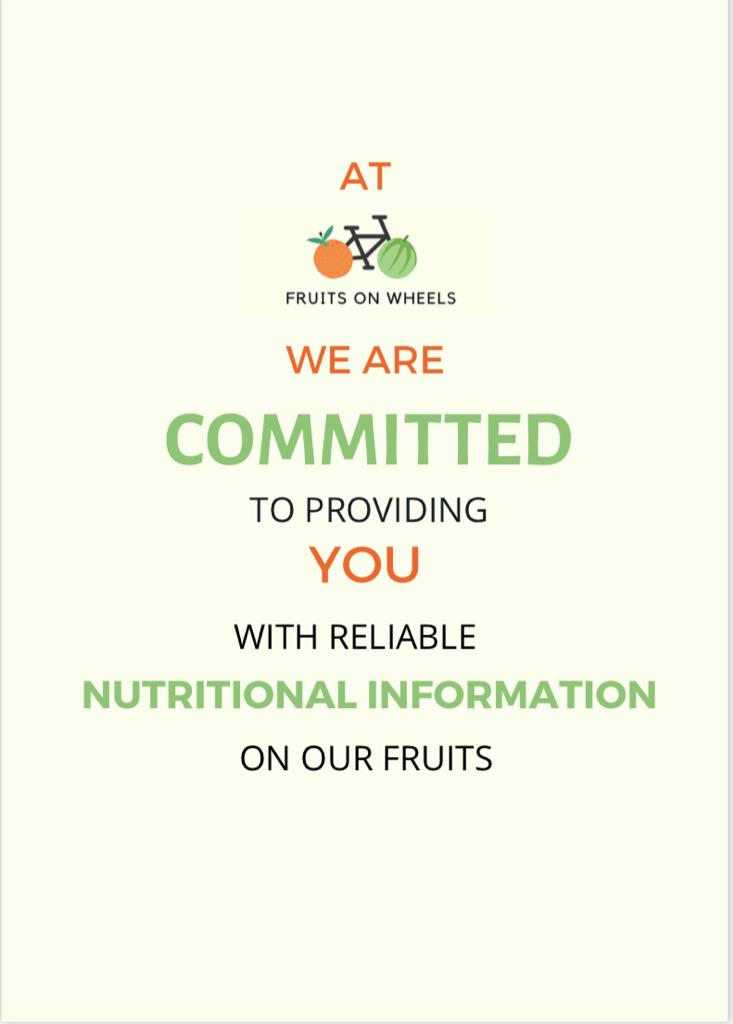 AT
FRUITS ON WHEELS
WE ARE
COMMITTED
TO PROVIDING
YOU
WITH RELIABLE
NUTRITIONAL INFORMATION
ON OUR FRUITS